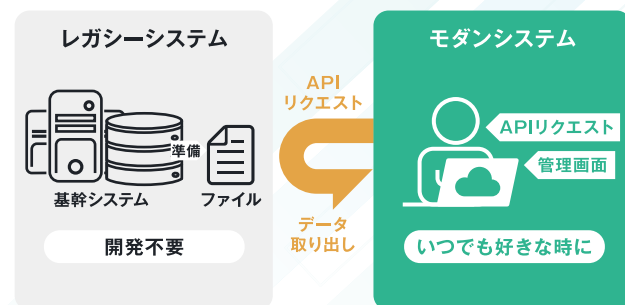 レガシーシステム
準備
基幹システム
ファイル
開発不要
API
リクエスト
データ
取り出し
モダンシステム
APIリクエスト
管理画面
いつでも好きな時に